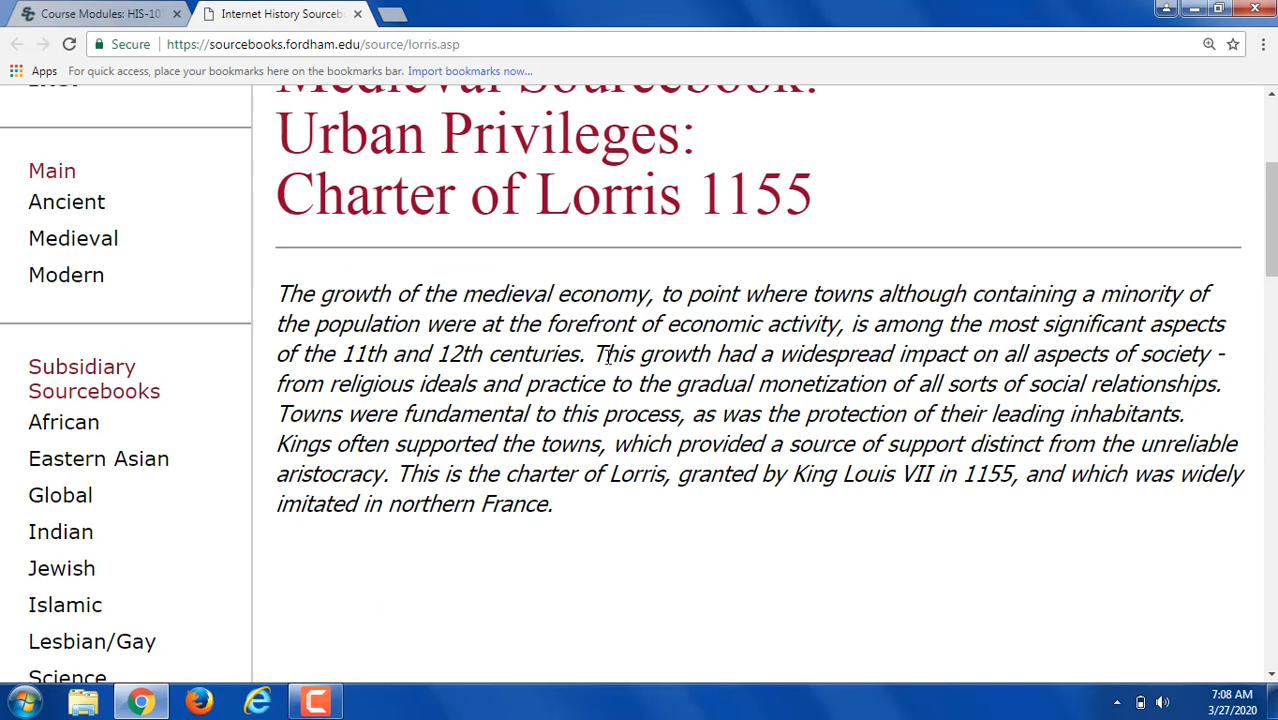 Course Modules: HIS-10
Internet History Sourceb
Secure
https://sourcebooks.fordham.edu/source/lorris.asp
Apps
For quick access, place your bookmarks here on the bookmarks bar. Import bookmarks now...
Medieval Sourcebook:
Urban Privileges:
Charter of Lorris 1155
Main
Ancient
Medieval
Modern
Subsidiary
Sourcebooks
African
Eastern Asian
Global
Indian
Jewish
Islamic
Lesbian/Gay
Science
The growth of the medieval economy, to point where towns although containing a minority of
the population were at the forefront of economic activity, is among the most significant aspects
of the 11th and 12th centuries. This growth had a widespread impact on all aspects of society -
from religious ideals and practice to the gradual monetization of all sorts of social relationships.
Towns were fundamental to this process, as was the protection of their leading inhabitants.
Kings often supported the towns, which provided a source of support distinct from the unreliable
aristocracy. This is the charter of Lorris, granted by King Louis VII in 1155, and which was widely
imitated in northern France.
7:08 AM
3/27/2020